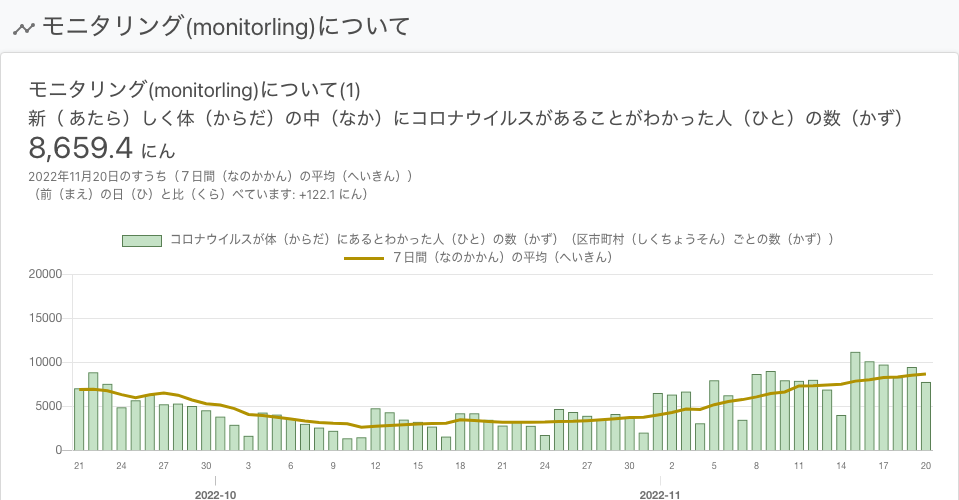 モニタリング(monitorling)について
モニタリング(monitorling)について(1)
新（ あたら）しく体（からだ）の中（なか）にコロナウイルスがあることがわかった人（ひと）の数（かず）
8,659.4 にん
2022年11月20日のすうち（７日間（なのかかん）の平均（へいきん））
（前（まえ）の日（ひ）と比（くら）べています: +122.1 にん）
コロナウイルスが体（からだ）にあるとわかった人（ひと）の数（かず）（区市町村（しくちょうそん）ごとの数（かず））
７日間（なのかかん）の平均（へいきん）
20000
15000
10000
5000
0
21 24 27 30 3 6 9 12 15 18 21 24 27 30 2 5 8 11 14 17 20
2022-10 2022-11